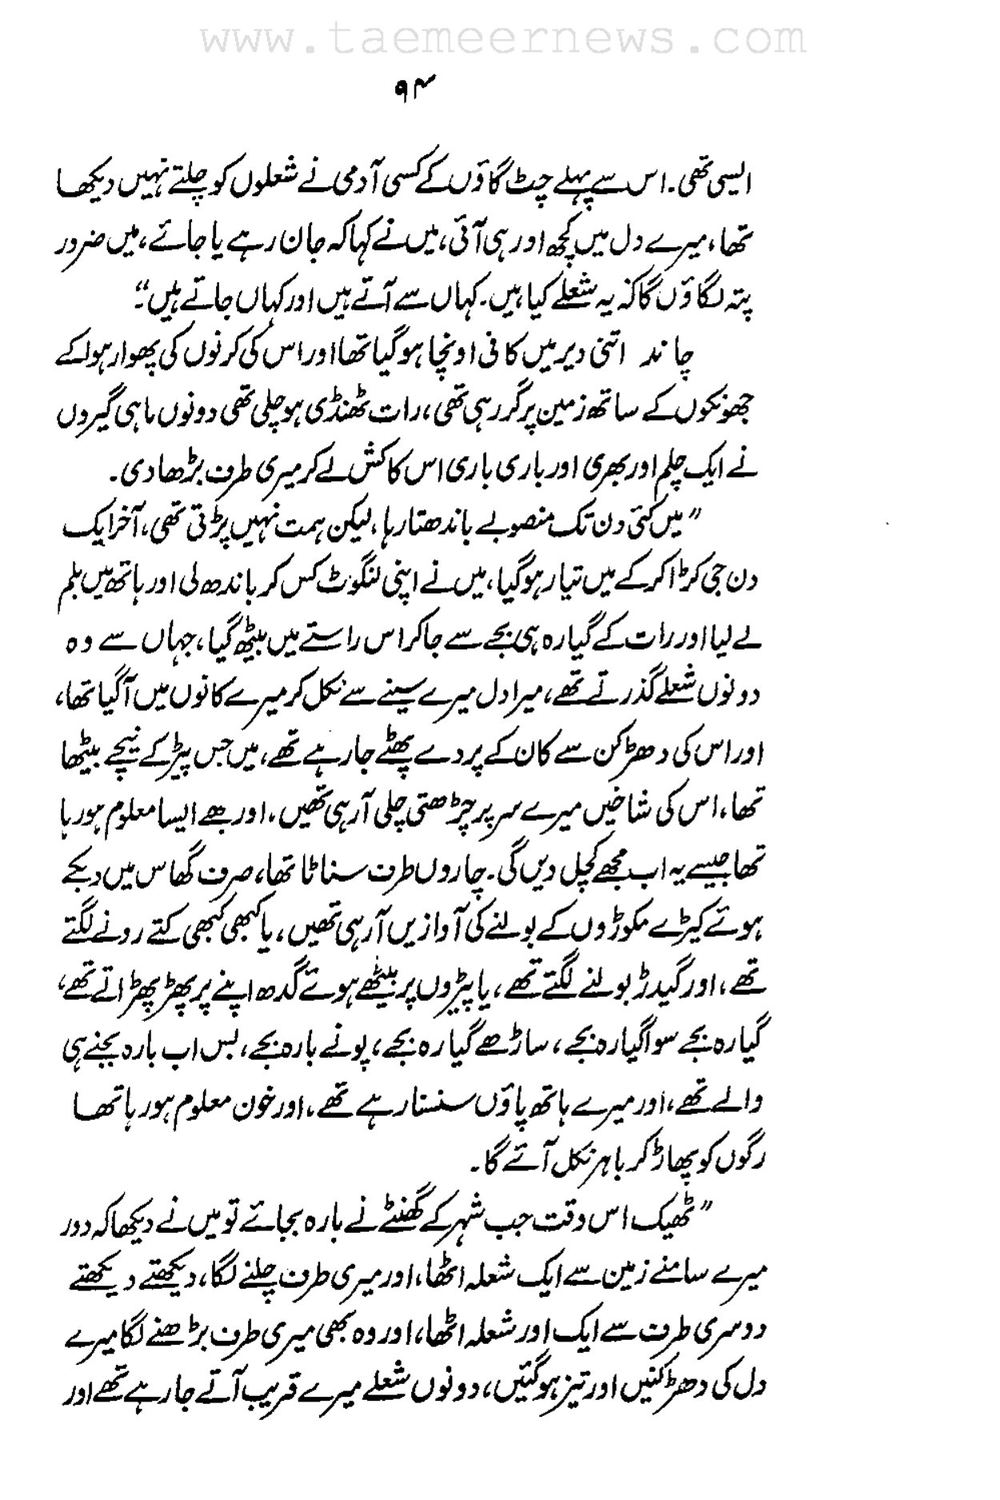 www.taemeernews.com
۹۴
ایسی تھی۔ اس سے پہلے چٹ گاؤں کے کسی آدمی نے شعلوں کو چلتے نہیں دیکھا
تھا، میرے دل میں کچھ اور ہی آئی، میں نے کہا کہ جان رہے یا جائے، میں ضرور
پتہ لگاؤں گا کہ یہ شعلے کیا ہیں۔ کہاں سے آتے ہیں اور کہاں جاتے ہیں۔"
چاند اتنی دیر میں کافی اونچا ہو گیا تھا اور اس کی کرنوں کی پھوار ہوا کے
جھونکوں کے ساتھ زمین پر گر رہی تھی، رات ٹھنڈی ہو چلی تھی دونوں ماہی گیروں
نے ایک چلم اور بھری اور باری باری اس کا کش لے کر میری طرف بڑھا دی۔
"میں کئی دن تک منصوبے باندھتا رہا، لیکن ہمت نہیں پڑتی تھی، آخر ایک
دن جی کڑا کر کے میں تیار ہو گیا، میں نے اپنی لنگوٹ کس کر باندھ لی اور ہاتھ میں بلم
لے لیا اور رات کے گیارہ ہی بجے سے جا کر اس راستے میں بیٹھ گیا، جہاں سے وہ
دونوں شعلے گذرتے تھے، میرا دل میرے سینے سے نکل کر میرے کانوں میں آگیا تھا،
اور اس کی دھڑکن سے کان کے پردے پھٹے جا رہے تھے، میں جس پیڑ کے نیچے بیٹھا
تھا، اس کی شاخیں میرے سر پر چڑھتی چلی آ رہی تھیں، اور مجھے ایسا معلوم ہو رہا
تھا جیسے یہ اب مجھے کچل دیں گی۔ چاروں طرف سناٹا تھا، صرف گھاس میں دبکے
ہوئے کیڑے مکوڑوں کے بولنے کی آوازیں آ رہی تھیں، یا کبھی کبھی کتے رونے لگتے
تھے، اور گیدڑ بولنے لگتے تھے، یا پیڑوں پر بیٹھے ہوئے گدھ اپنے پر پھڑپھڑاتے تھے،
گیارہ بجے سوا گیارہ بجے، ساڑھے گیارہ بجے، پونے بارہ بجے، بس اب بارہ بجنے ہی
والے تھے، اور میرے ہاتھ پاؤں سنسنا رہے تھے، اور خون معلوم ہو رہا تھا
رگوں کو پھاڑ کر باہر نکل آئے گا۔
"ٹھیک اس وقت جب شہر کے گھنٹے نے بارہ بجائے تو میں نے دیکھا کہ دور
میرے سامنے زمین سے ایک شعلہ اٹھا، اور میری طرف چلنے لگا، دیکھتے دیکھتے
دوسری طرف سے ایک اور شعلہ اٹھا، اور وہ بھی میری طرف بڑھنے لگا میرے
دل کی دھڑکنیں اور تیز ہو گئیں، دونوں شعلے میرے قریب آتے جا رہے تھے اور